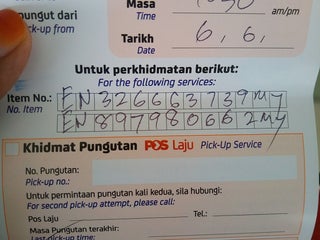 pungut dari
pick-up from
Masa
Time
am/pm
Tarikh 6, 6,
Date
Untuk perkhidmatan berikut:
For the following services:
Item No.: EN326663739MY
No. Item EN897980662MY
Khidmat Pungutan POS Laju Pick-Up Service
No. Pungutan:
Pick-up no.:
Untuk permintaan pungutan kali kedua, sila hubungi:
For second pick-up attempt, please call:
Pos Laju Tel.:
Masa Pungutan terakhir:
Last pick-up time: